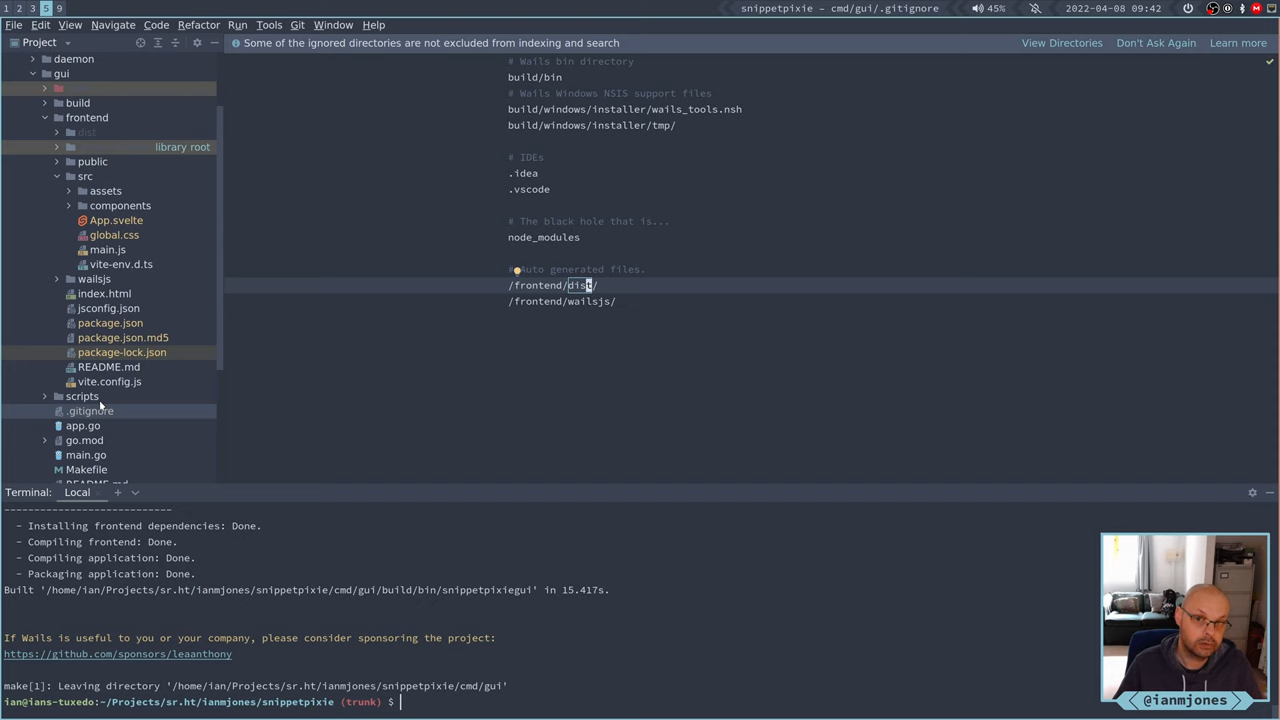 1 2 3 5 9
snippetpixie – cmd/gui/.gitignore
45%
2022-04-08 09:42
File Edit View Navigate Code Refactor Run Tools Git Window Help
Project
Some of the ignored directories are not excluded from indexing and search
View Directories Don't Ask Again Learn more
daemon
gui
build
frontend
dist
library root
public
src
assets
components
App.svelte
global.css
main.js
vite-env.d.ts
wailsjs
index.html
jsconfig.json
package.json
package.json.md5
package-lock.json
README.md
vite.config.js
scripts
.gitignore
app.go
go.mod
main.go
Makefile
README.md
# Wails bin directory
build/bin
# Wails Windows NSIS support files
build/windows/installer/wails_tools.nsh
build/windows/installer/tmp/
# IDEs
.idea
.vscode
# The black hole that is...
node_modules
# Auto generated files.
/frontend/dist/
/frontend/wailsjs/
Terminal: Local
----------------------------
- Installing frontend dependencies: Done.
- Compiling frontend: Done.
- Compiling application: Done.
- Packaging application: Done.
Built '/home/ian/Projects/sr.ht/ianmjones/snippetpixie/cmd/gui/build/bin/snippetpixiegui' in 15.417s.
If Wails is useful to you or your company, please consider sponsoring the project:
https://github.com/sponsors/leaanthony
make[1]: Leaving directory '/home/ian/Projects/sr.ht/ianmjones/snippetpixie/cmd/gui'
ian@ians-tuxedo:~/Projects/sr.ht/ianmjones/snippetpixie (trunk) $
@ianmjones